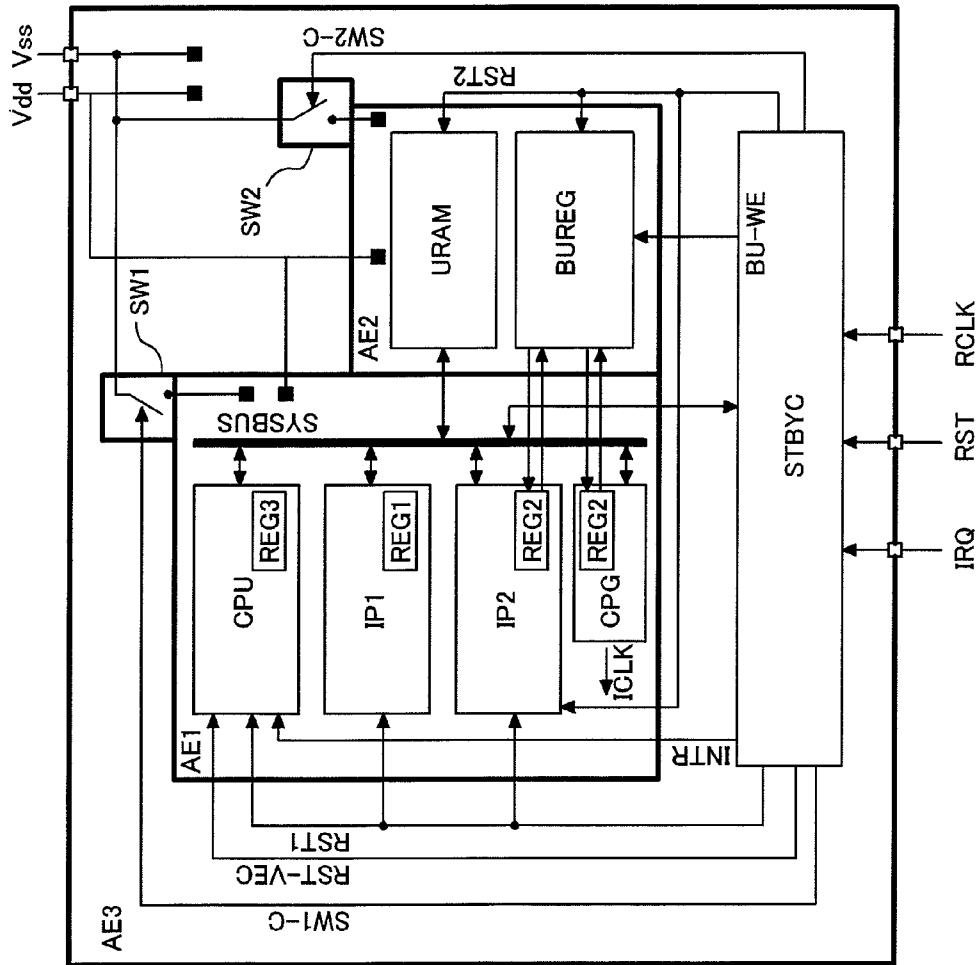 Vdd
Vss
AE3
SW1
SW2
SW2-C
RST2
AE2
URAM
BUREG
SYSBUS
AE1
CPU
REG3
IP1
REG1
IP2
REG2
CPG
REG2
ICLK
INTR
RST1
RST-VEC
SW1-C
BU-WE
STBYC
IRQ
RST
RCLK